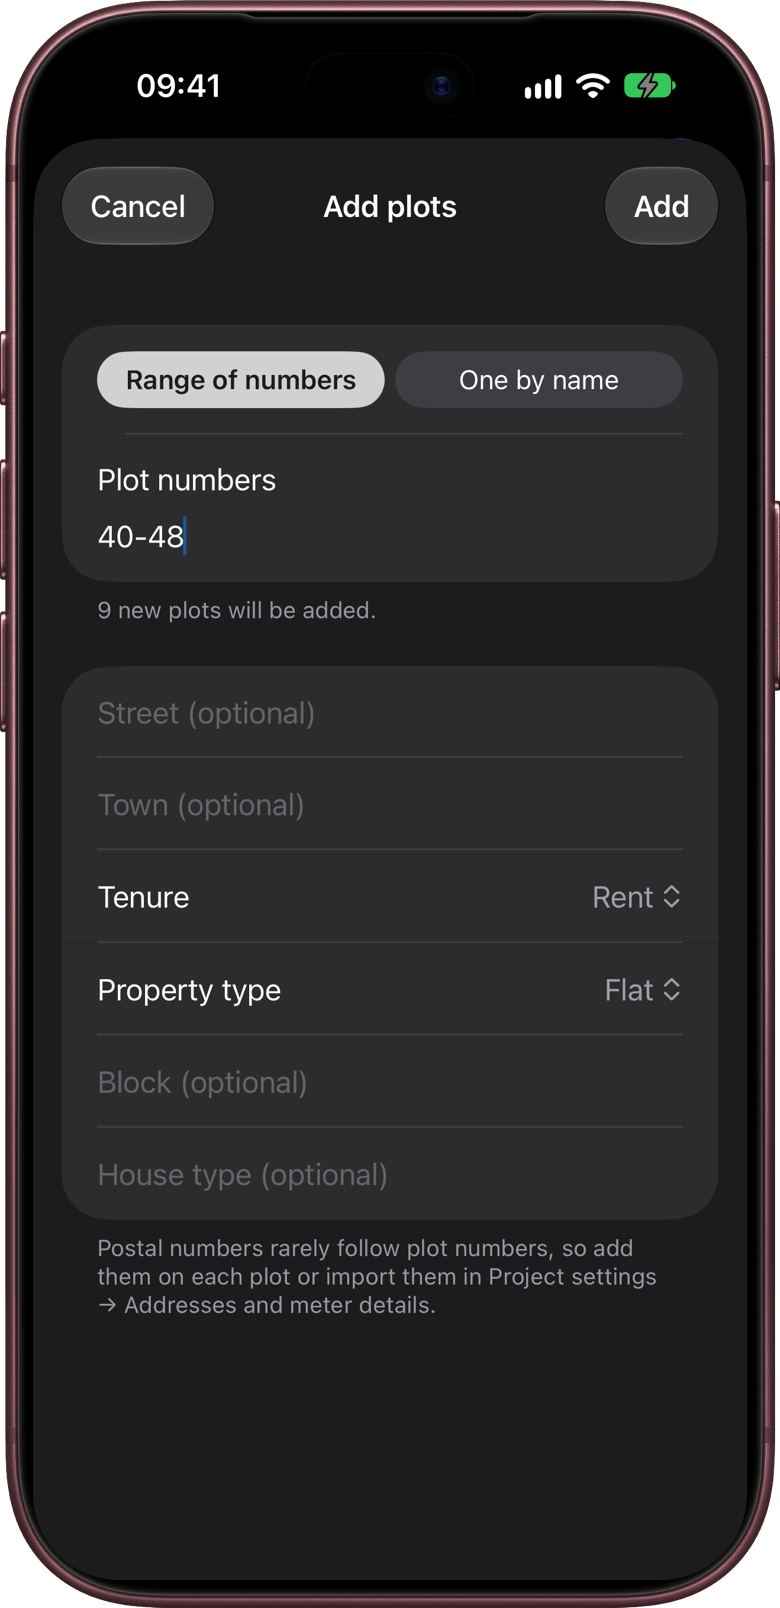 09:41
Cancel
Add plots
Add
Range of numbers
One by name
Plot numbers
40-48
9 new plots will be added.
Street (optional)
Town (optional)
Tenure
Rent
Property type
Flat
Block (optional)
House type (optional)
Postal numbers rarely follow plot numbers, so add
them on each plot or import them in Project settings
→ Addresses and meter details.